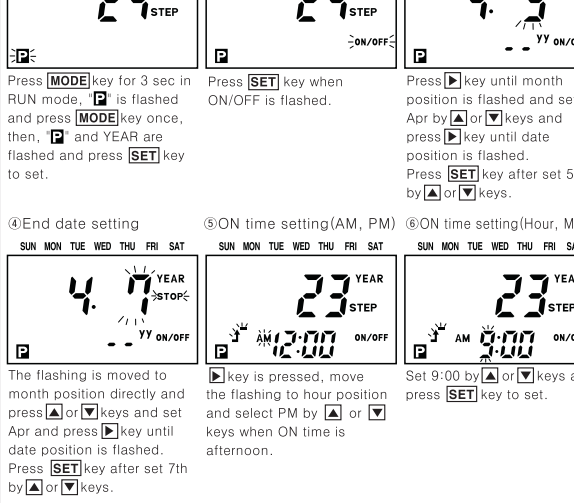 29 STEP
P
29 STEP
ON/OFF
P
4. 5
-- YY ON/O
P
Press MODE key for 3 sec in
RUN mode, "P" is flashed
and press MODE key once,
then, "P" and YEAR are
flashed and press SET key
to set.
Press SET key when
ON/OFF is flashed.
Press ▶ key until month
position is flashed and se
Apr by ▲ or ▼ keys and
press ▶ key until date
position is flashed.
Press SET key after set 5
by ▲ or ▼ keys.
④End date setting
SUN MON TUE WED THU FRI SAT
YEAR
4. 7 STOP
-- YY ON/OFF
P
The flashing is moved to
month position directly and
press ▲ or ▼ keys and set
Apr and press ▶ key until
date position is flashed.
Press SET key after set 7th
by ▲ or ▼ keys.
⑤ON time setting(AM, PM)
SUN MON TUE WED THU FRI SAT
YEAR
23 STEP
AM 12:00 ON/OFF
P
▶ key is pressed, move
the flashing to hour position
and select PM by ▲ or ▼
keys when ON time is
afternoon.
⑥ON time setting(Hour, M
SUN MON TUE WED THU FRI SA
YEA
23 STEP
AM 9:00 ON/O
P
Set 9:00 by ▲ or ▼ keys a
press SET key to set.